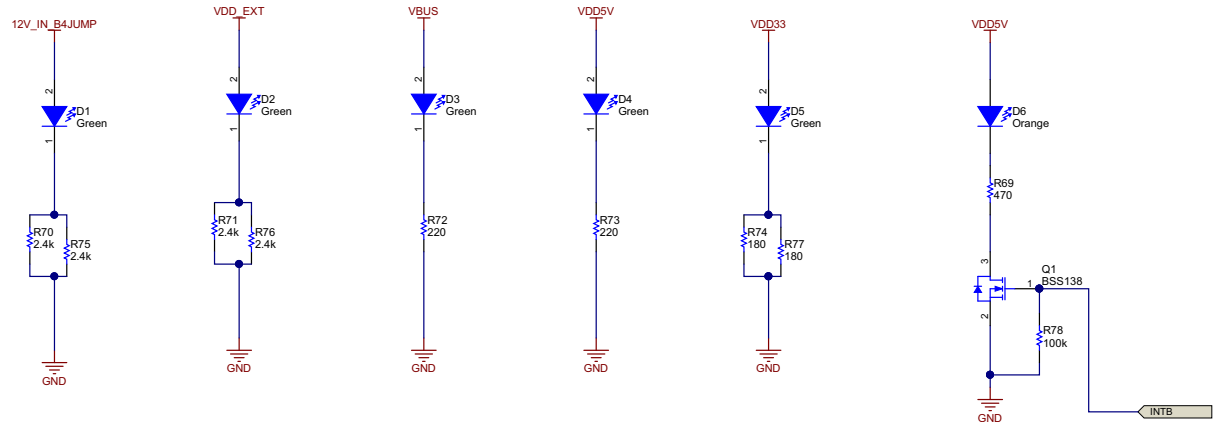 12V_IN_B4JUMP
2
D1
Green
1
R70
2.4k
R75
2.4k
GND
VDD_EXT
2
D2
Green
1
R71
2.4k
R76
2.4k
GND
VBUS
2
D3
Green
1
R72
220
GND
VDD5V
2
D4
Green
1
R73
220
GND
VDD33
2
D5
Green
1
R74
180
R77
180
GND
VDD5V
D6
Orange
R69
470
3
Q1
BSS138
1
2
R78
100k
GND
INTB